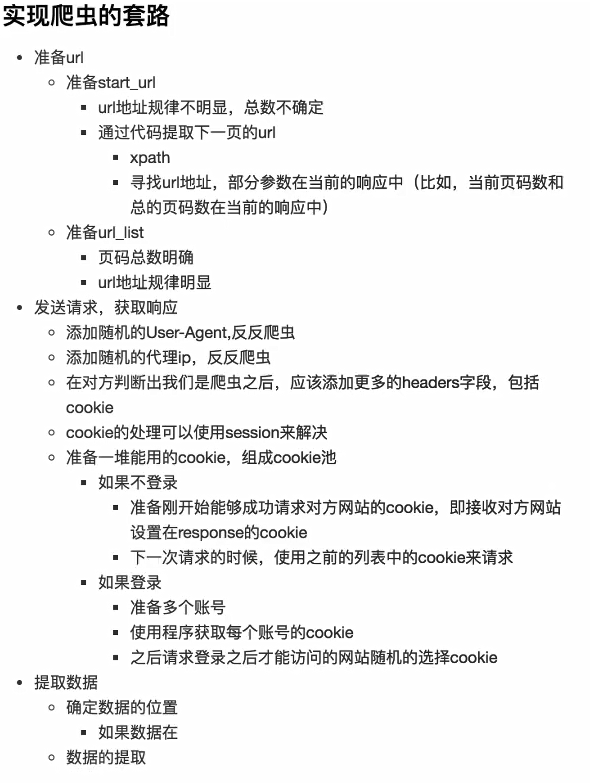 实现爬虫的套路
准备url
准备start_url
url地址规律不明显，总数不确定
通过代码提取下一页的url
xpath
寻找url地址，部分参数在当前的响应中（比如，当前页码数和
总的页码数在当前的响应中）
准备url_list
页码总数明确
url地址规律明显
发送请求，获取响应
添加随机的User-Agent,反反爬虫
添加随机的代理ip，反反爬虫
在对方判断出我们是爬虫之后，应该添加更多的headers字段，包括
cookie
cookie的处理可以使用session来解决
准备一堆能用的cookie，组成cookie池
如果不登录
准备刚开始能够成功请求对方网站的cookie，即接收对方网站
设置在response的cookie
下一次请求的时候，使用之前的列表中的cookie来请求
如果登录
准备多个账号
使用程序获取每个账号的cookie
之后请求登录之后才能访问的网站随机的选择cookie
提取数据
确定数据的位置
如果数据在
数据的提取